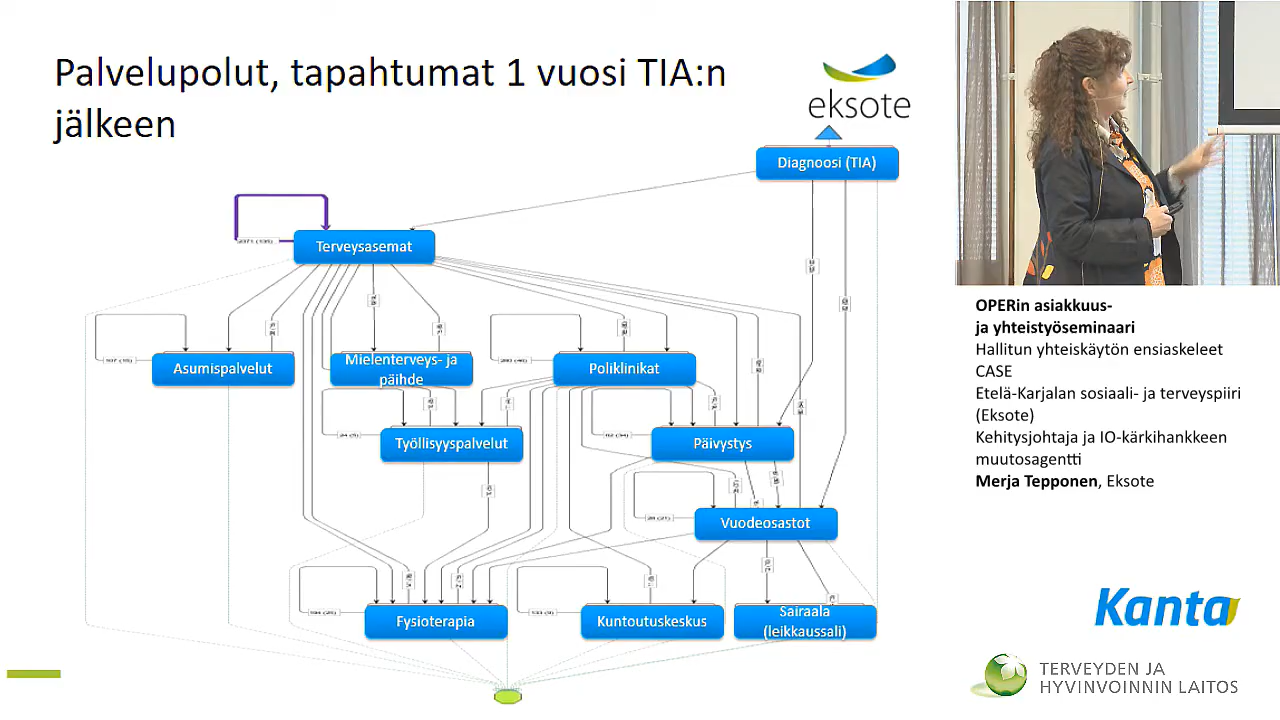 Palvelupolut, tapahtumat 1 vuosi TIA:n
jälkeen
eksote
Diagnoosi (TIA)
Terveysasemat
Asumispalvelut
Mielenterveys- ja
päihde
Poliklinikat
Työllisyyspalvelut
Päivystys
Vuodeosastot
Fysioterapia
Kuntoutuskeskus
Sairaala
(leikkaussali)
OPERin asiakkuus-
ja yhteistyöseminaari
Hallitun yhteiskäytön ensiaskeleet
CASE
Etelä-Karjalan sosiaali- ja terveyspiiri
(Eksote)
Kehitysjohtaja ja IO-kärkihankkeen
muutosagentti
Merja Tepponen, Eksote
Kanta
TERVEYDEN JA
HYVINVOINNIN LAITOS